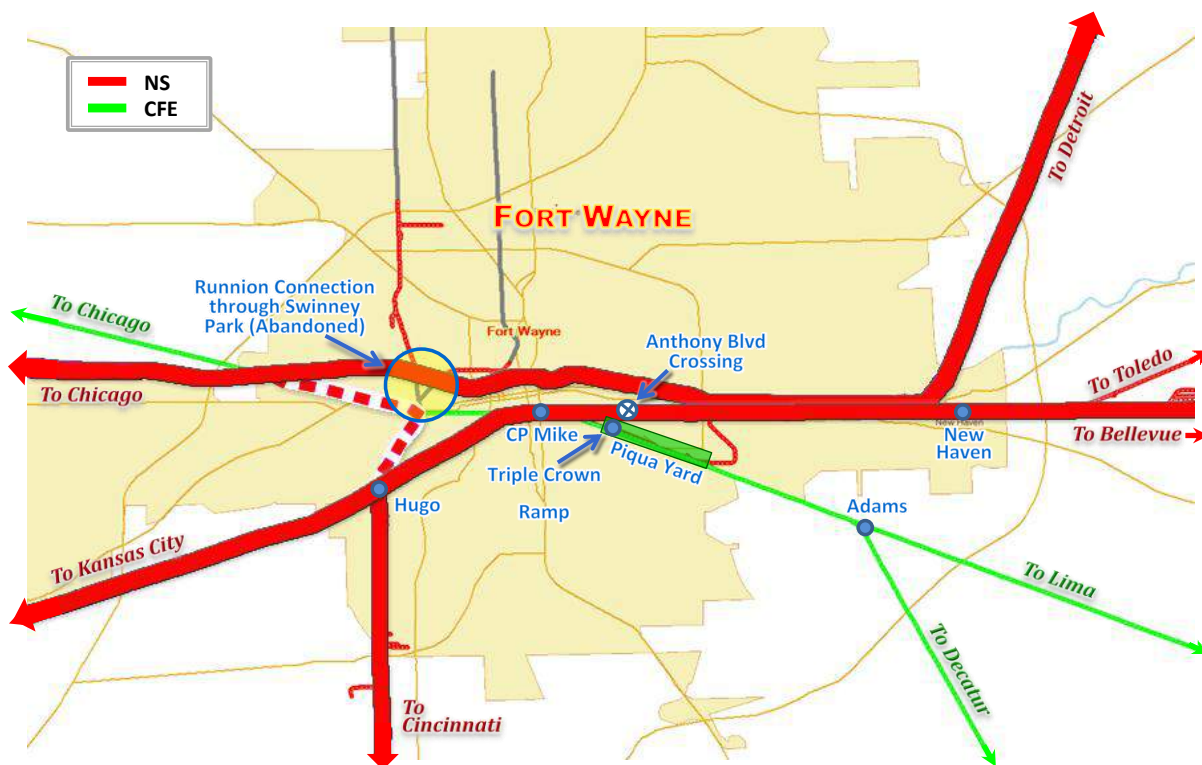 NS
CFE
To Detroit
FORT WAYNE
Runnion Connection
through Swinney
Park (Abandoned)
To Chicago
Fort Wayne
Anthony Blvd
Crossing
To Toledo
To Chicago
CP Mike
New Haven
New
Haven
To Bellevue
Piqua Yard
Triple Crown
Ramp
Hugo
Adams
To Kansas City
To Lima
To Decatur
To
Cincinnati